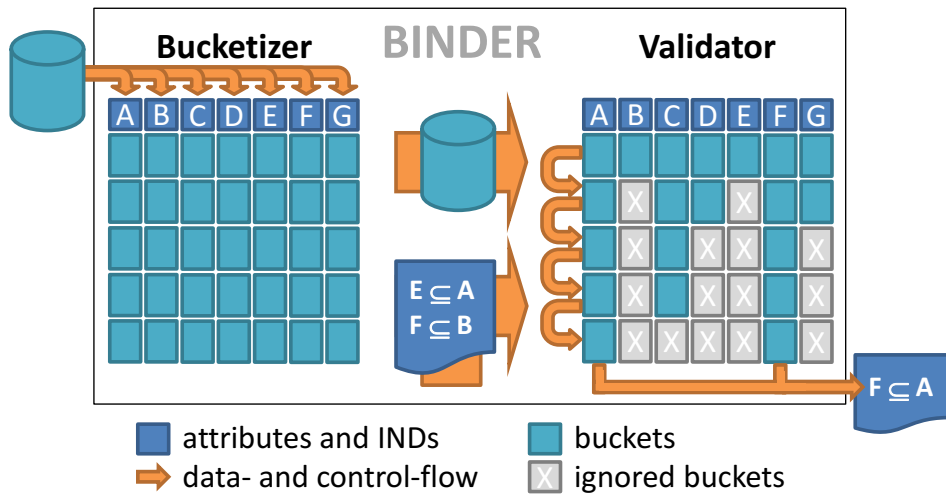 Bucketizer BINDER Validator
A B C D E F G
A B C D E F G
X X
X X X X
E ⊆ A
F ⊆ B
X X X X
X X X X X
F ⊆ A
attributes and INDs
buckets
data- and control-flow
X ignored buckets